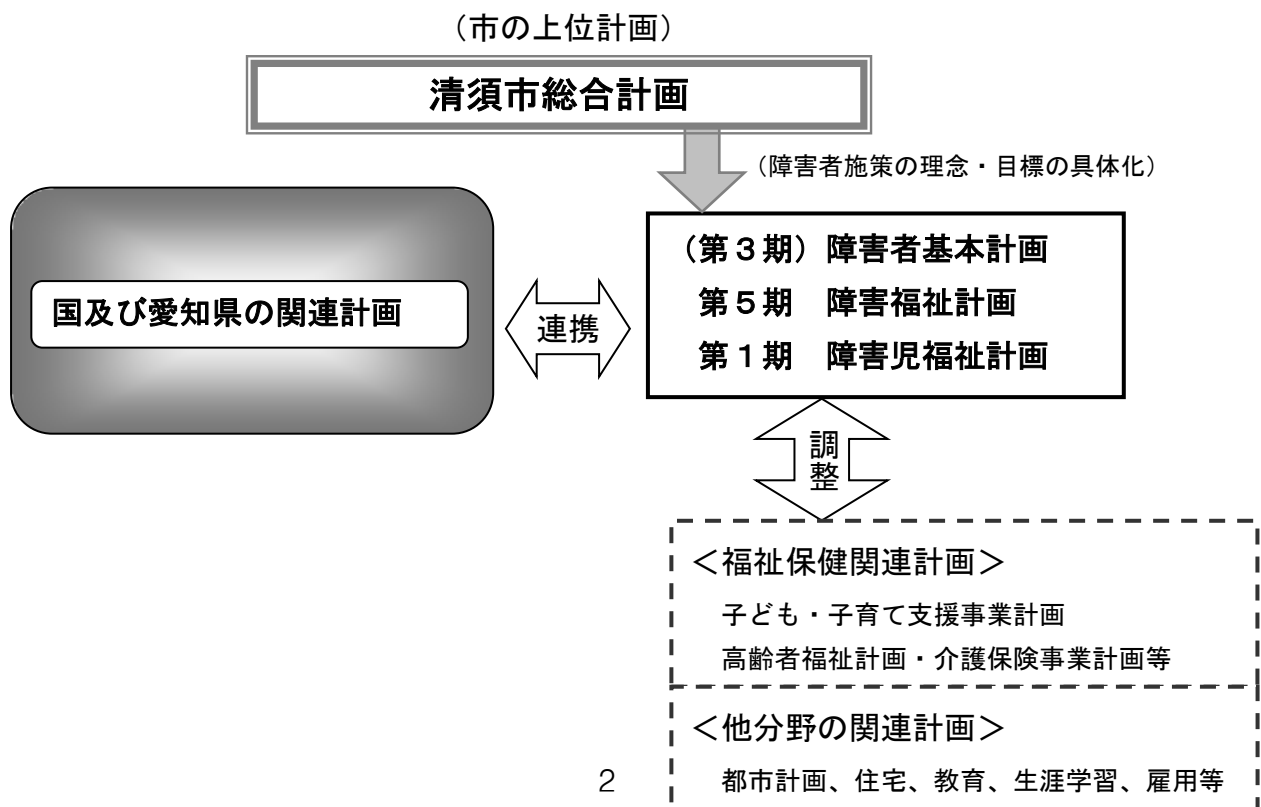 （市の上位計画）
清須市総合計画
（障害者施策の理念・目標の具体化）
国及び愛知県の関連計画
連携
（第３期）障害者基本計画
第５期　障害福祉計画
第１期　障害児福祉計画
調
整
＜福祉保健関連計画＞
子ども・子育て支援事業計画
高齢者福祉計画・介護保険事業計画等
＜他分野の関連計画＞
都市計画、住宅、教育、生涯学習、雇用等
2